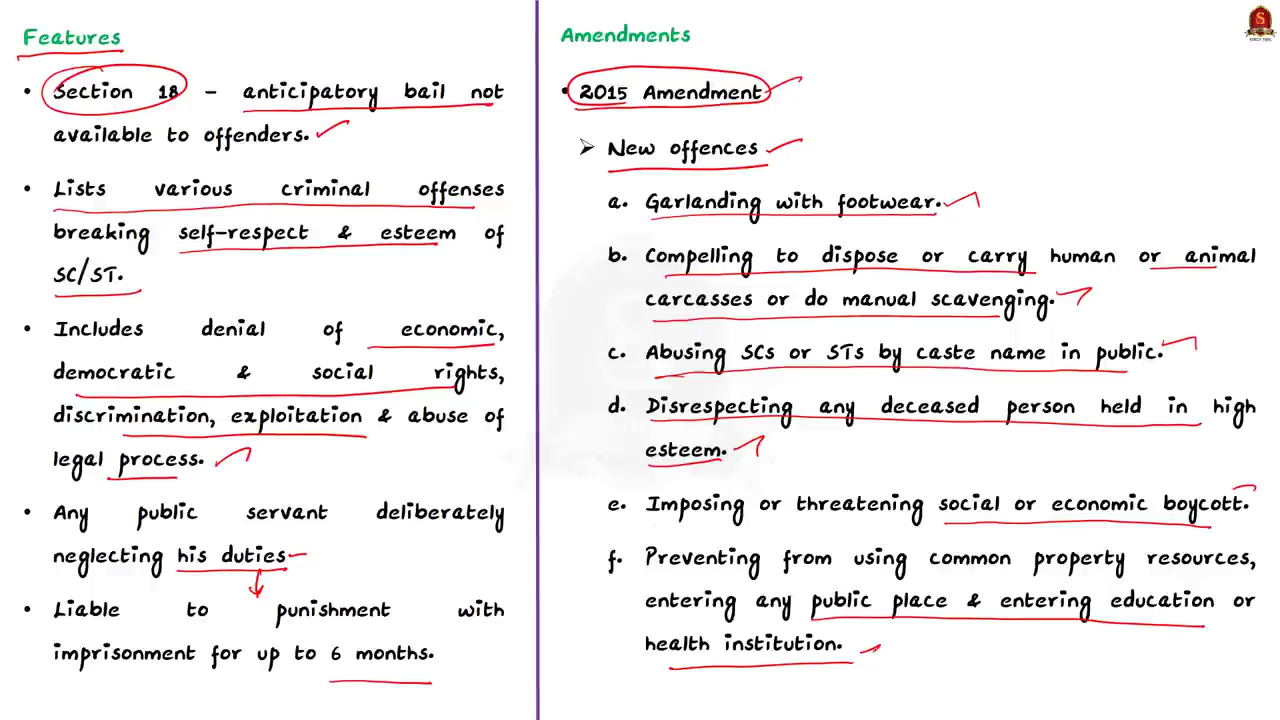 Features
• Section 18 – anticipatory bail not
available to offenders.
• Lists various criminal offenses
breaking self-respect & esteem of
SC/ST.
• Includes denial of economic,
democratic & social rights,
discrimination, exploitation & abuse of
legal process.
• Any public servant deliberately
neglecting his duties
• Liable to punishment with
imprisonment for up to 6 months.
Amendments
• 2015 Amendment
➢ New offences
a. Garlanding with footwear.
b. Compelling to dispose or carry human or animal
carcasses or do manual scavenging.
c. Abusing SCs or STs by caste name in public.
d. Disrespecting any deceased person held in high
esteem.
e. Imposing or threatening social or economic boycott.
f. Preventing from using common property resources,
entering any public place & entering education or
health institution.